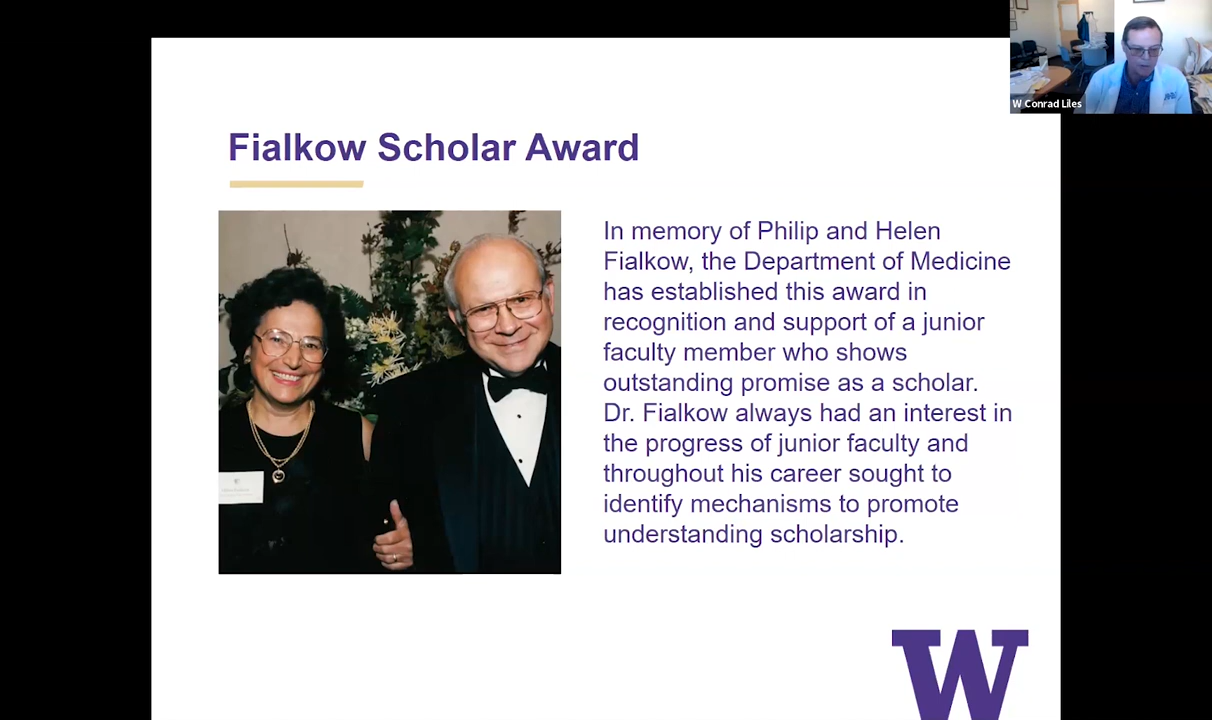 W Conrad Liles
Fialkow Scholar Award
In memory of Philip and Helen
Fialkow, the Department of Medicine
has established this award in
recognition and support of a junior
faculty member who shows
outstanding promise as a scholar.
Dr. Fialkow always had an interest in
the progress of junior faculty and
throughout his career sought to
identify mechanisms to promote
understanding scholarship.
W